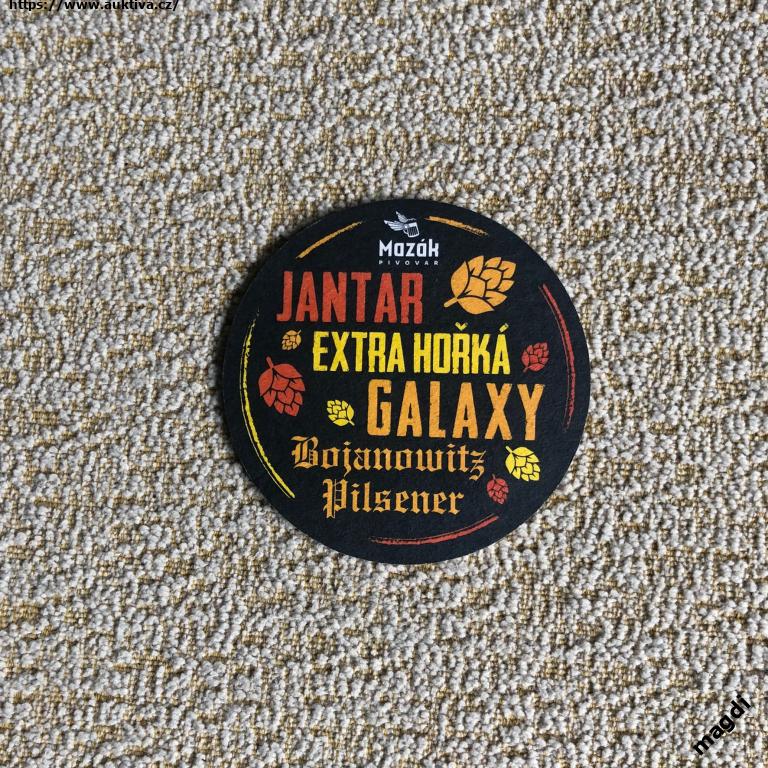 https://www.auktiva.cz/
Mazák
PIVOVAR
JANTAR
EXTRA HOŘKÁ
GALAXY
Bojanowitz
Pilsener
magdi